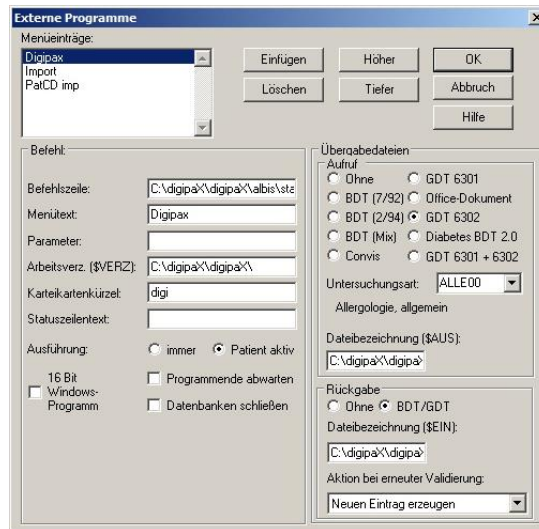 Externe Programme
Menüeinträge:
Digipax
Import
PatCD imp
Einfügen
Höher
OK
Löschen
Tiefer
Abbruch
Hilfe
Befehl:
Befehlszeile: C:\digipaX\digipaX\albis\sta
Menütext: Digipax
Parameter:
Arbeitsverz. ($VERZ): C:\digipaX\digipaX\
Karteikartenkürzel: digi
Statuszeilentext:
Ausführung: immer Patient aktiv
16 Bit
Windows-
Programm
Programmende abwarten
Datenbanken schließen
Übergabedateien
Aufruf
Ohne GDT 6301
BDT (7/92) Office-Dokument
BDT (2/94) GDT 6302
BDT (Mix) Diabetes BDT 2.0
Convis GDT 6301 + 6302
Untersuchungsart: ALLE00
Allergologie, allgemein
Dateibezeichnung ($AUS):
C:\digipaX\digipa
Rückgabe
Ohne BDT/GDT
Dateibezeichnung ($EIN):
C:\digipaX\digipa
Aktion bei erneuter Validierung:
Neuen Eintrag erzeugen